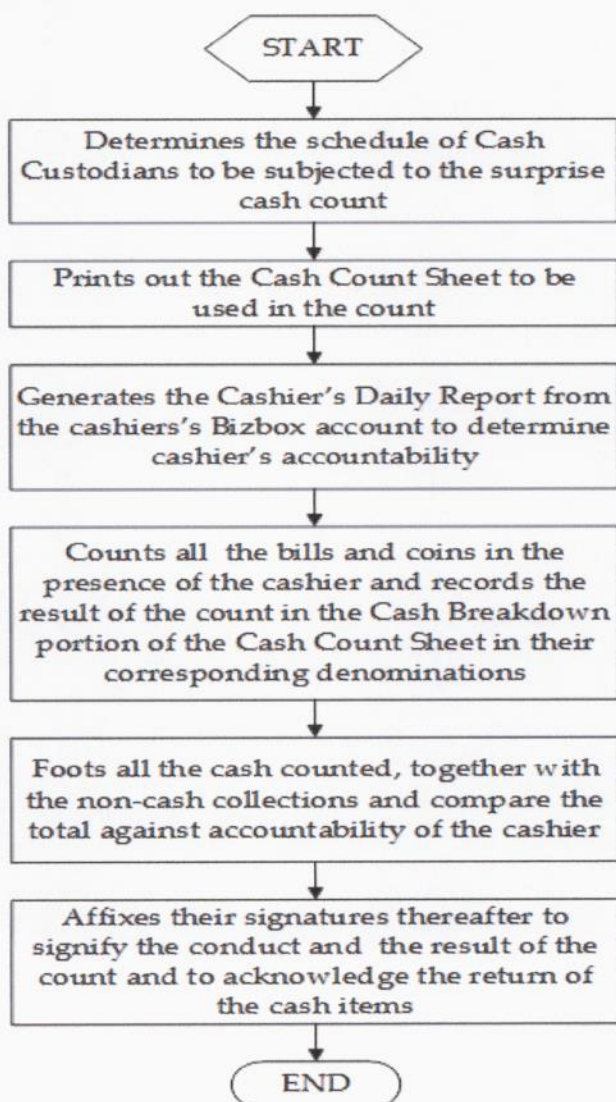 START
Determines the schedule of Cash
Custodians to be subjected to the surprise
cash count
Prints out the Cash Count Sheet to be
used in the count
Generates the Cashier's Daily Report from
the cashiers's Bizbox account to determine
cashier's accountability
Counts all the bills and coins in the
presence of the cashier and records the
result of the count in the Cash Breakdown
portion of the Cash Count Sheet in their
corresponding denominations
Foots all the cash counted, together with
the non-cash collections and compare the
total against accountability of the cashier
Affixes their signatures thereafter to
signify the conduct and the result of the
count and to acknowledge the return of
the cash items
END